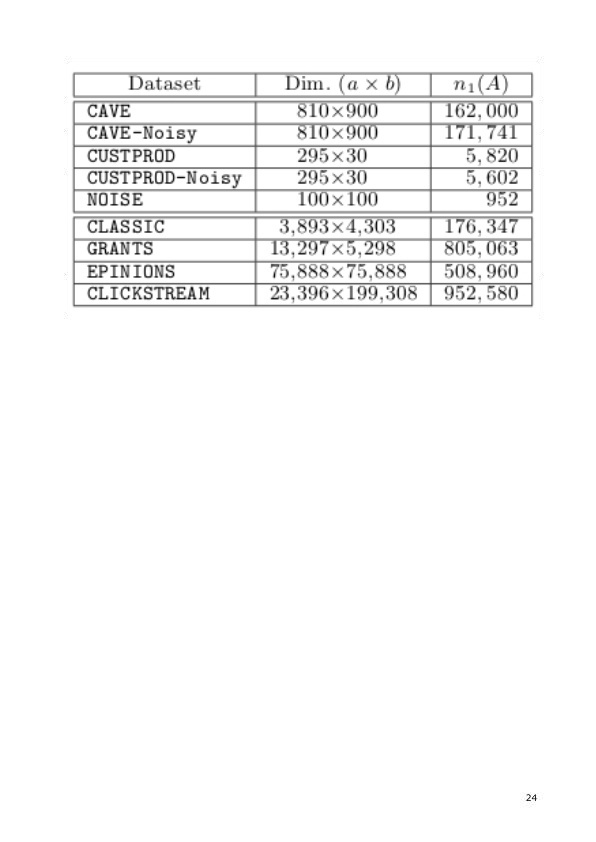 Dataset Dim. (a × b) n₁(A)
CAVE 810×900 162, 000
CAVE-Noisy 810×900 171, 741
CUSTPROD 295×30 5, 820
CUSTPROD-Noisy 295×30 5, 602
NOISE 100×100 952
CLASSIC 3,893×4,303 176, 347
GRANTS 13,297×5,298 805, 063
EPINIONS 75,888×75,888 508, 960
CLICKSTREAM 23,396×199,308 952, 580
24